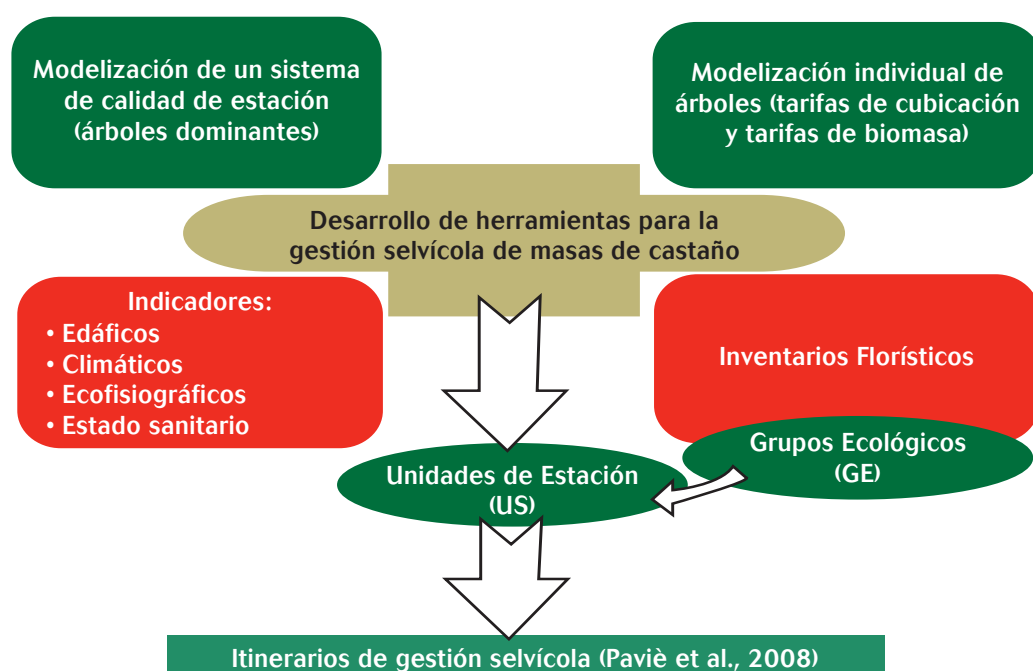 Modelización de un sistema
de calidad de estación
(árboles dominantes)
Modelización individual de
árboles (tarifas de cubicación
y tarifas de biomasa)
Desarrollo de herramientas para la
gestión selvícola de masas de castaño
Indicadores:
• Edáficos
• Climáticos
• Ecofisiográficos
• Estado sanitario
Inventarios Florísticos
Grupos Ecológicos
(GE)
Unidades de Estación
(US)
Itinerarios de gestión selvícola (Paviè et al., 2008)